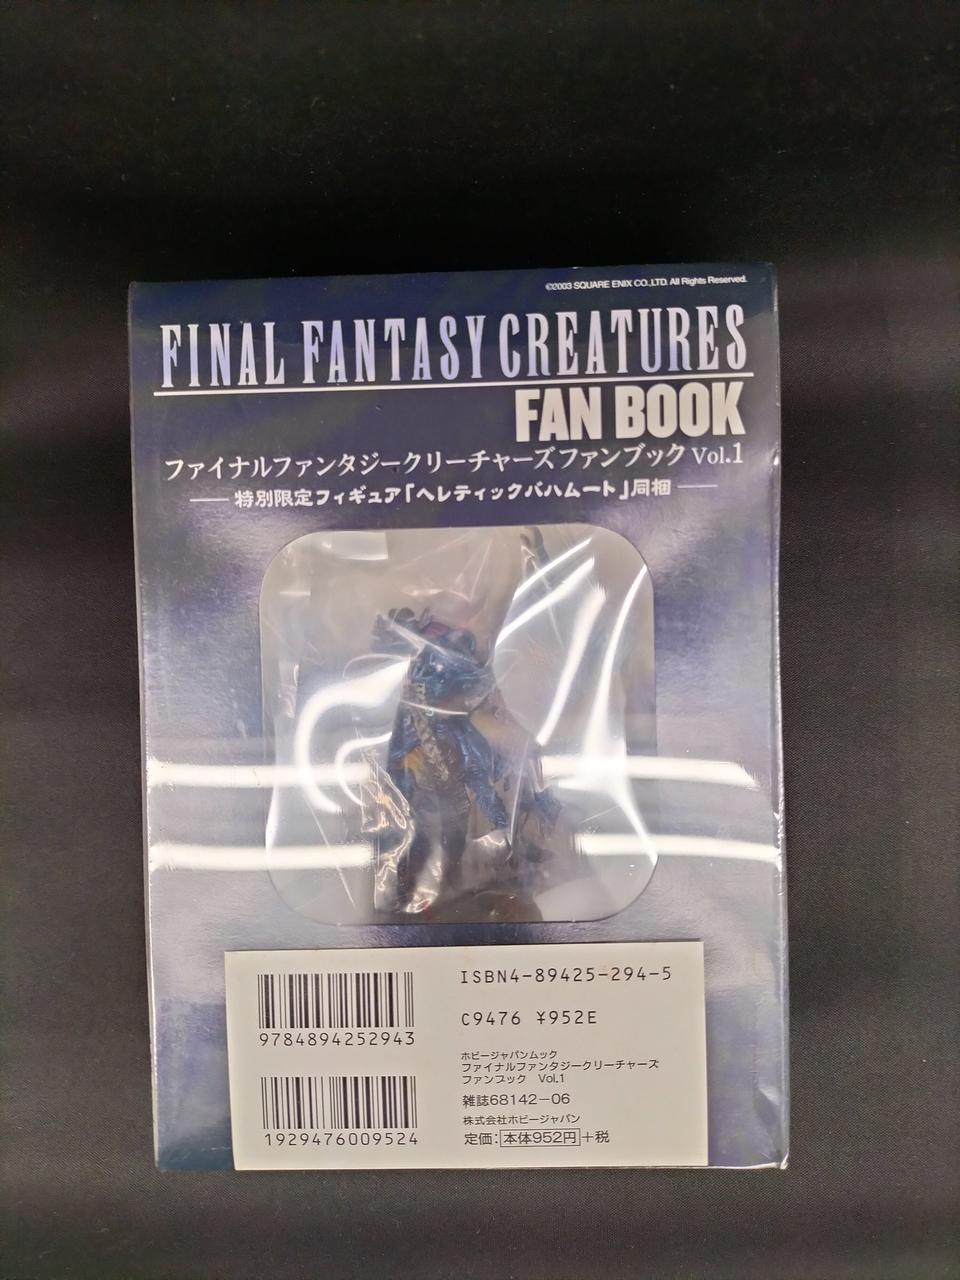 ©2003 SQUARE ENIX CO.,LTD. All Rights Reserved.
FINAL FANTASY CREATURES
FAN BOOK
ファイナルファンタジークリーチャーズファンブック Vol.1
特別限定フィギュア「ヘレティックバハムート」同梱
ISBN4-89425-294-5
9784894252943
C9476 ¥952E
ホビージャパンムック
ファイナルファンタジークリーチャーズ
ファンブック Vol.1
雑誌68142-06
株式会社ホビージャパン
1929476009524
定価:本体952円+税